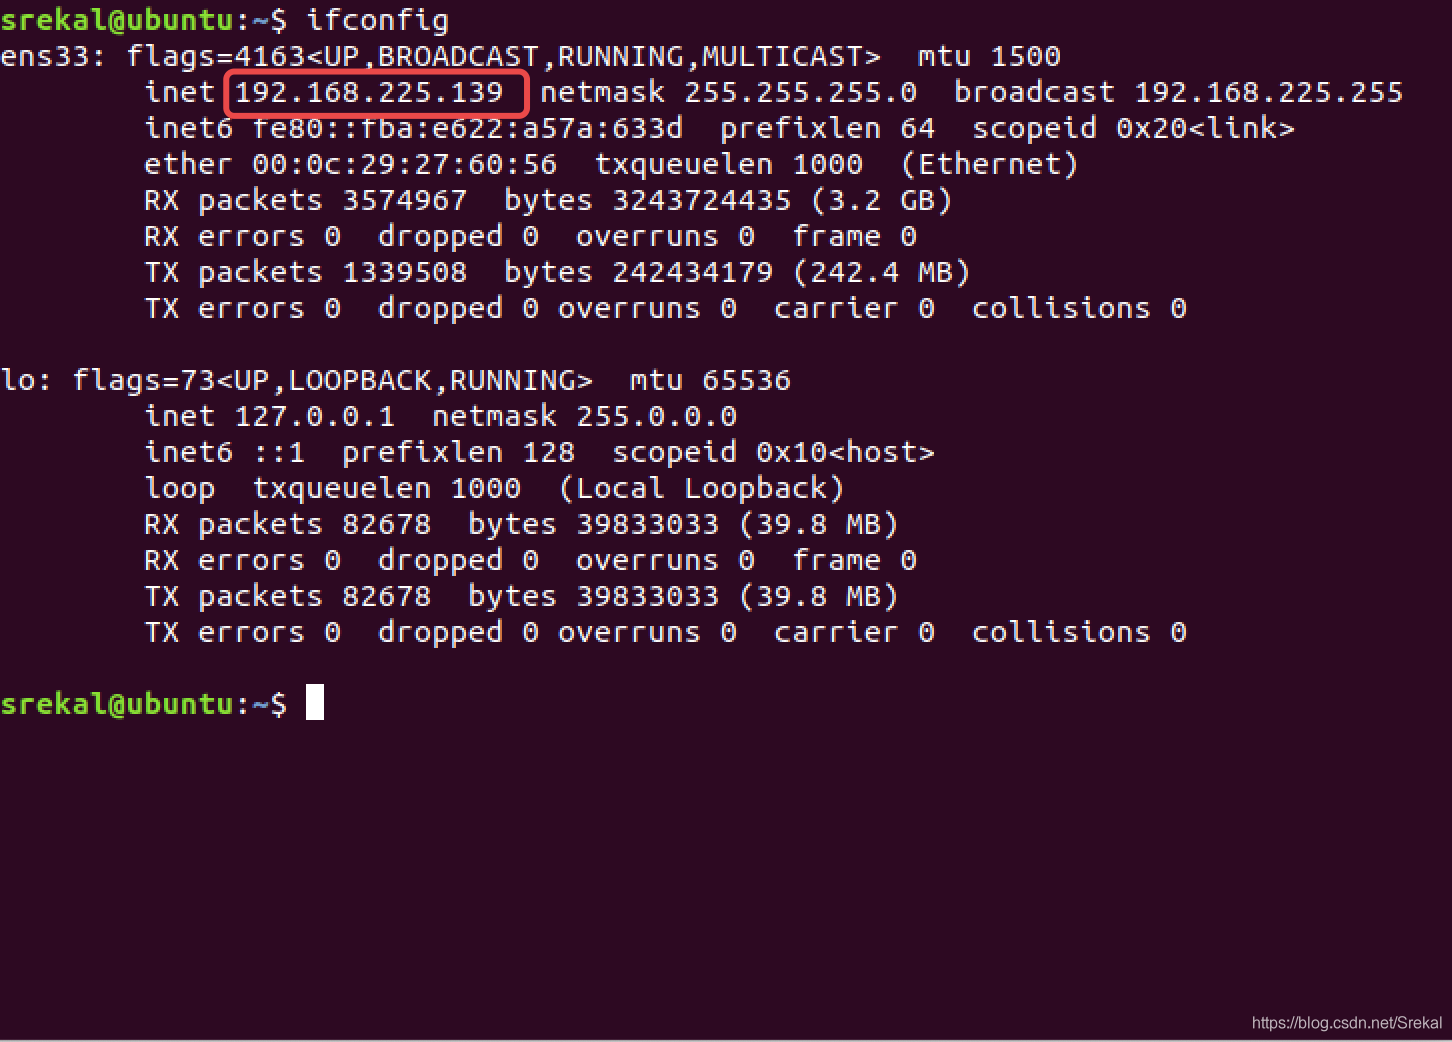 srekal@ubuntu:~$ ifconfig
ens33: flags=4163<UP,BROADCAST,RUNNING,MULTICAST>  mtu 1500
        inet 192.168.225.139  netmask 255.255.255.0  broadcast 192.168.225.255
        inet6 fe80::fba:e622:a57a:633d  prefixlen 64  scopeid 0x20<link>
        ether 00:0c:29:27:60:56  txqueuelen 1000  (Ethernet)
        RX packets 3574967  bytes 3243724435 (3.2 GB)
        RX errors 0  dropped 0  overruns 0  frame 0
        TX packets 1339508  bytes 242434179 (242.4 MB)
        TX errors 0  dropped 0 overruns 0  carrier 0  collisions 0

lo: flags=73<UP,LOOPBACK,RUNNING>  mtu 65536
        inet 127.0.0.1  netmask 255.0.0.0
        inet6 ::1  prefixlen 128  scopeid 0x10<host>
        loop  txqueuelen 1000  (Local Loopback)
        RX packets 82678  bytes 39833033 (39.8 MB)
        RX errors 0  dropped 0  overruns 0  frame 0
        TX packets 82678  bytes 39833033 (39.8 MB)
        TX errors 0  dropped 0 overruns 0  carrier 0  collisions 0

srekal@ubuntu:~$
https://blog.csdn.net/Srekal